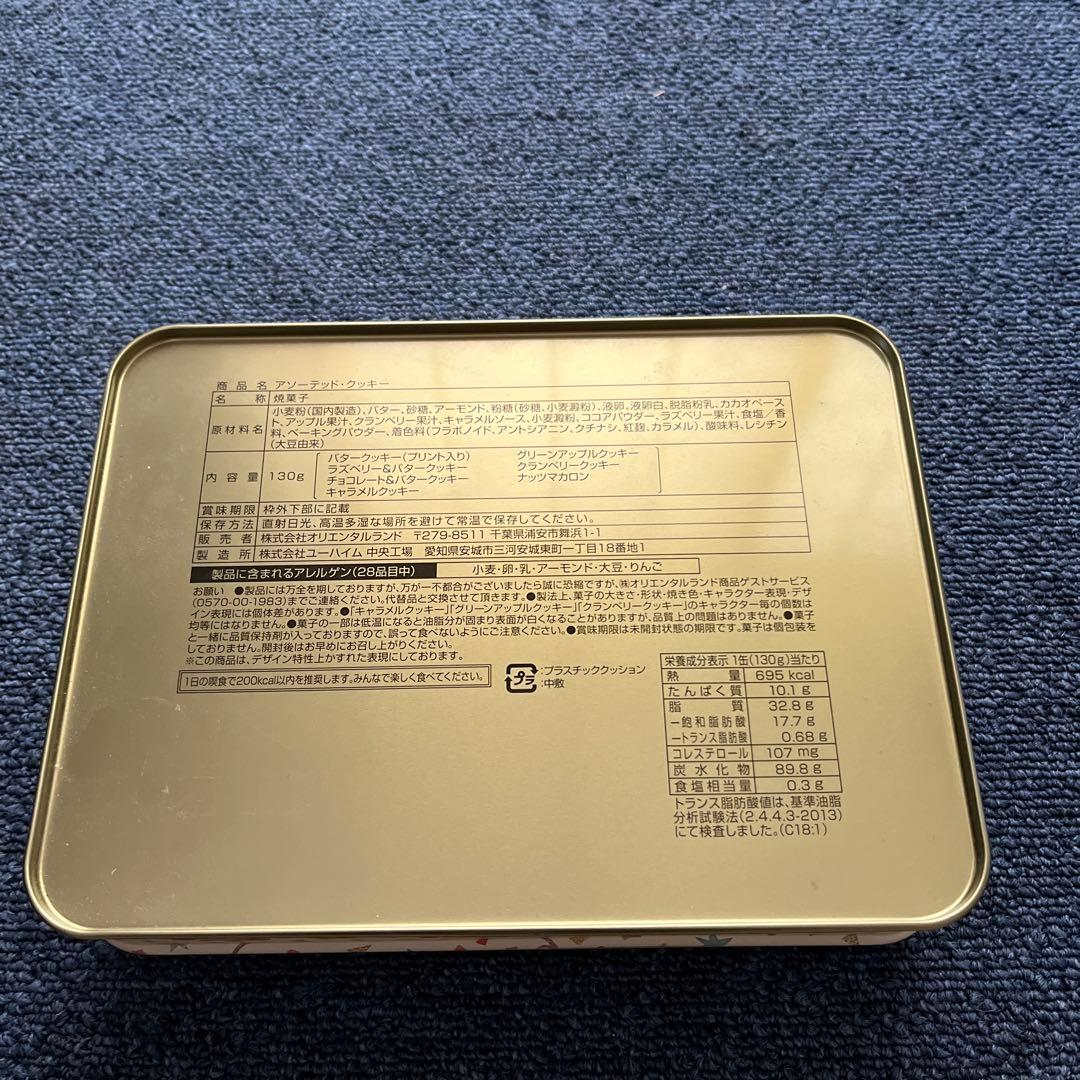 商品名 アソーテッド・クッキー
名称 焼菓子
原材料名 小麦粉(国内製造)、バター、砂糖、アーモンド、粉糖(砂糖、小麦澱粉)、液卵、液卵白、脱脂粉乳、カカオペース
ト、アップル果汁、クランベリー果汁、キャラメルソース、小麦澱粉、ココアパウダー、ラズベリー果汁、食塩/香
料、ベーキングパウダー、着色料(フラボノイド、アントシアニン、クチナシ、紅麹、カラメル)、酸味料、レシチン
(大豆由来)
内容量 130g
バタークッキー(プリント入り) グリーンアップルクッキー
ラズベリー&バタークッキー クランベリークッキー
チョコレート&バタークッキー ナッツマカロン
キャラメルクッキー
賞味期限 枠外下部に記載
保存方法 直射日光、高温多湿な場所を避けて常温で保存してください。
販売者 株式会社オリエンタルランド 〒279-8511 千葉県浦安市舞浜1-1
製造所 株式会社ユーハイム 中央工場 愛知県安城市三河安城東町一丁目18番地1
製品に含まれるアレルゲン(28品目中) 小麦・卵・乳・アーモンド・大豆・りんご
お願い ●製品には万全を期しておりますが、万が一不都合がございましたら誠に恐縮ですが、㈱オリエンタルランド商品ゲストサービス
(0570-00-1983)までご連絡ください。代替品と交換させて頂きます。●製法上、菓子の大きさ・形状・焼き色・キャラクター表現・デザ
イン表現には個体差があります。●「キャラメルクッキー」「グリーンアップルクッキー」「クランベリークッキー」のキャラクター毎の個数は
均等にはなりません。●菓子の一部は低温になると油脂分が固まり表面が白くなることがありますが、品質上の問題はありません。●菓子
と一緒に品質保持剤が入っておりますので、誤って食べないようにご注意ください。●賞味期限は未開封状態の期限です。菓子は個包装を
しておりません。開封後はお早めにお召し上がりください。
※この商品は、デザイン特性上かすれた表現にしております。
1日の喫食で200kcal以内を推奨します。みんなで楽しく食べてください。
プラ :プラスチッククッション
:中敷
栄養成分表示 1缶(130g)当たり
熱量 695 kcal
たんぱく質 10.1 g
脂質 32.8 g
ー飽和脂肪酸 17.7 g
ートランス脂肪酸 0.68 g
コレステロール 107 mg
炭水化物 89.8 g
食塩相当量 0.3 g
トランス脂肪酸値は、基準油脂
分析試験法(2.4.4.3-2013)
にて検査しました。(C18:1)